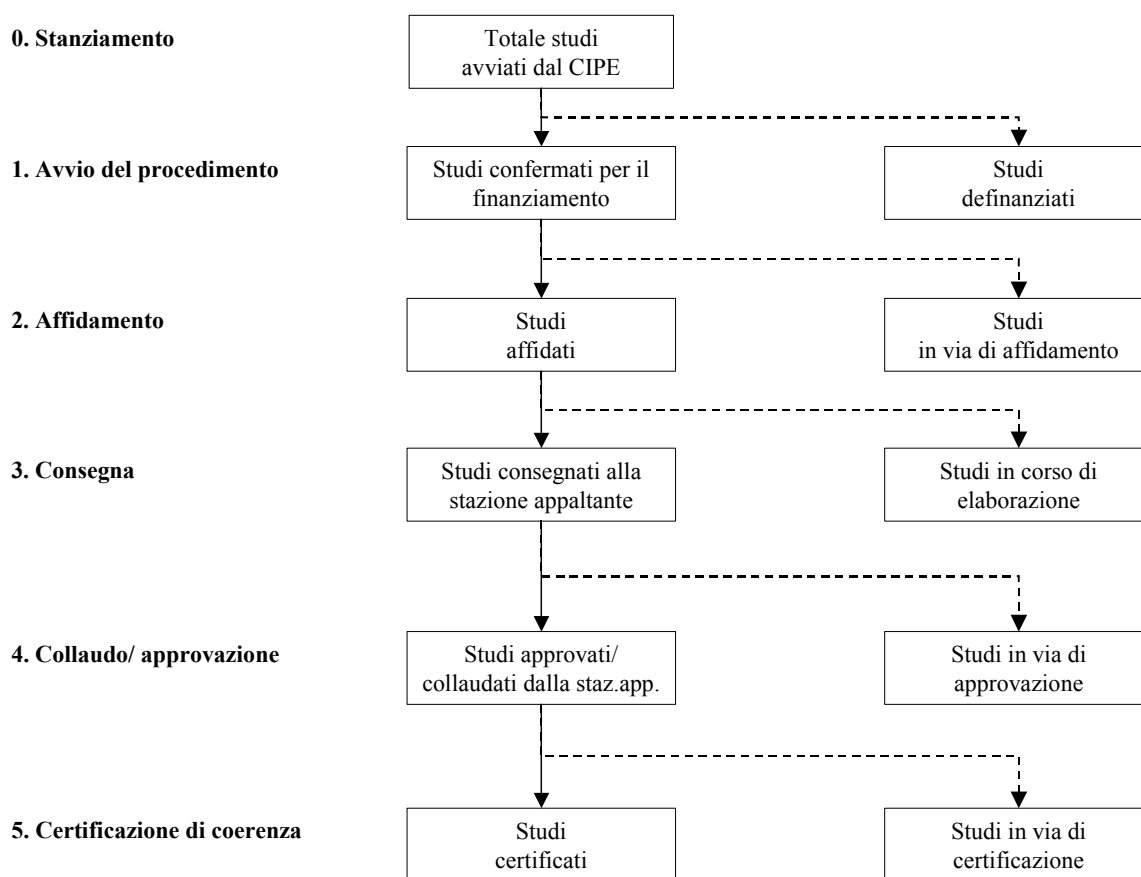 0. Stanziamento
Totale studi
avviati dal CIPE
1. Avvio del procedimento
Studi confermati per il
finanziamento
Studi
definanziati
2. Affidamento
Studi
affidati
Studi
in via di affidamento
3. Consegna
Studi consegnati alla
stazione appaltante
Studi in corso di
elaborazione
4. Collaudo/ approvazione
Studi approvati/
collaudati dalla staz.app.
Studi in via di
approvazione
5. Certificazione di coerenza
Studi
certificati
Studi in via di
certificazione